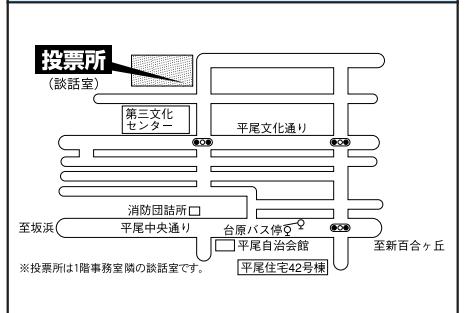 投票所
(談話室)
第三文化
センター
平尾文化通り
消防団詰所
至坂浜
平尾中央通り
台原バス停
平尾自治会館
至新百合ヶ丘
※投票所は1階事務室隣の談話室です。
平尾住宅42号棟